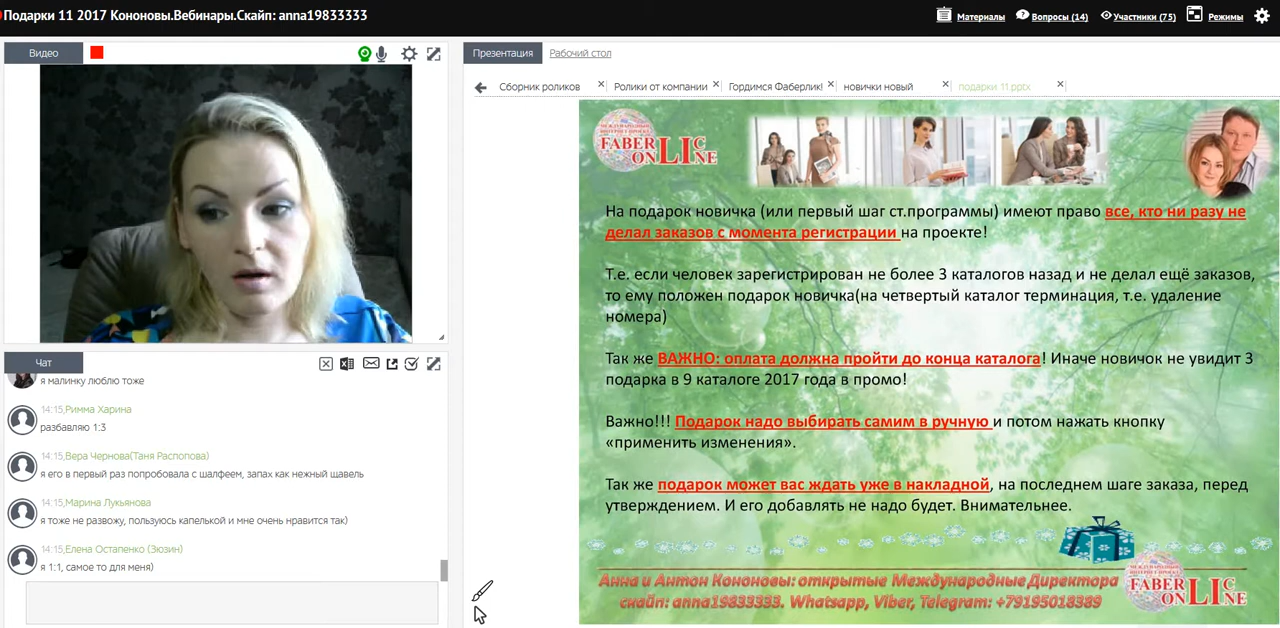 Подарки 11 2017 Кононовы.Вебинары.Скайп: anna19833333
Материалы
Вопросы (14)
Участники (75)
Режимы
Видео
Презентация
Рабочий стол
Сборник роликов
Ролики от компании
Гордимся Фаберлик!
новички новый
подарки 11 pptx
МЕЖДУНАРОДНЫЙ
ИНТЕРНЕТ-ПРОЕКТ
FABERLIC
ONLINE
На подарок новичка (или первый шаг ст.программы) имеют право все, кто ни разу не
делал заказов с момента регистрации на проекте!
Т.е. если человек зарегистрирован не более 3 каталогов назад и не делал ещё заказов,
то ему положен подарок новичка(на четвертый каталог терминация, т.е. удаление
номера)
Так же ВАЖНО: оплата должна пройти до конца каталога! Иначе новичок не увидит 3
подарка в 9 каталоге 2017 года в промо!
Важно!!! Подарок надо выбирать самим в ручную и потом нажать кнопку
«применить изменения».
Так же подарок может вас ждать уже в накладной, на последнем шаге заказа, перед
утверждением. И его добавлять не надо будет. Внимательнее.
Анна и Антон Кононовы: открытые Международные Директора
скайп: anna19833333. Whatsapp, Viber, Telegram: +79195018389
МЕЖДУНАРОДНЫЙ
ИНТЕРНЕТ-ПРОЕКТ
FABERLIC
ONLINE
Чат
я малинку люблю тоже
14:15,Римма Харина
разбавляю 1:3
14:15,Вера Чернова(Таня Распопова)
я его в первый раз попробовала с шалфеем, запах как нежный щавель
14:15,Марина Лукьянова
я тоже не развожу, пользуюсь капелькой и мне очень нравится так)
14:15,Елена Остапенко (Зюзин)
я 1:1, самое то для меня)